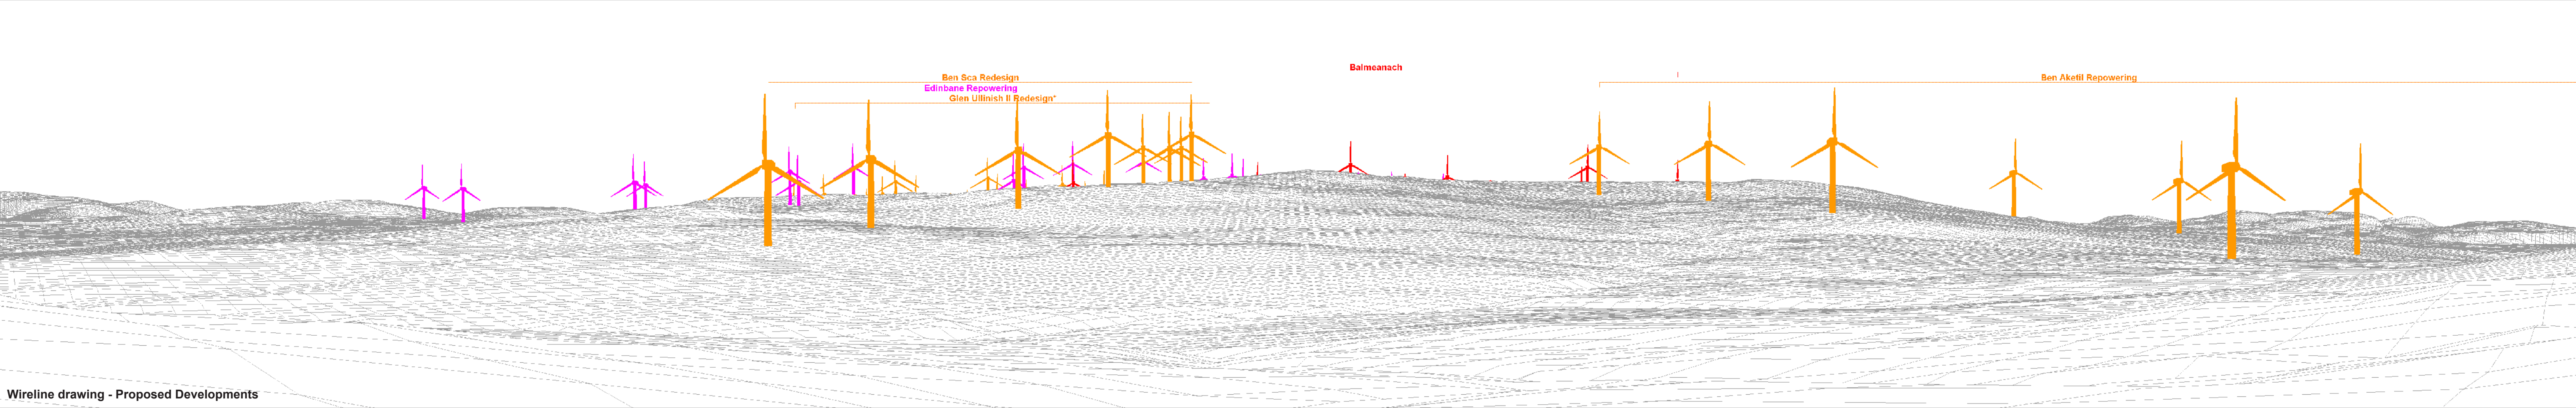 Balmeanach
Ben Sca Redesign
Ben Aketil Repowering
Edinbane Repowering
Glen Ullinish II Redesign*
Wireline drawing - Proposed Developments